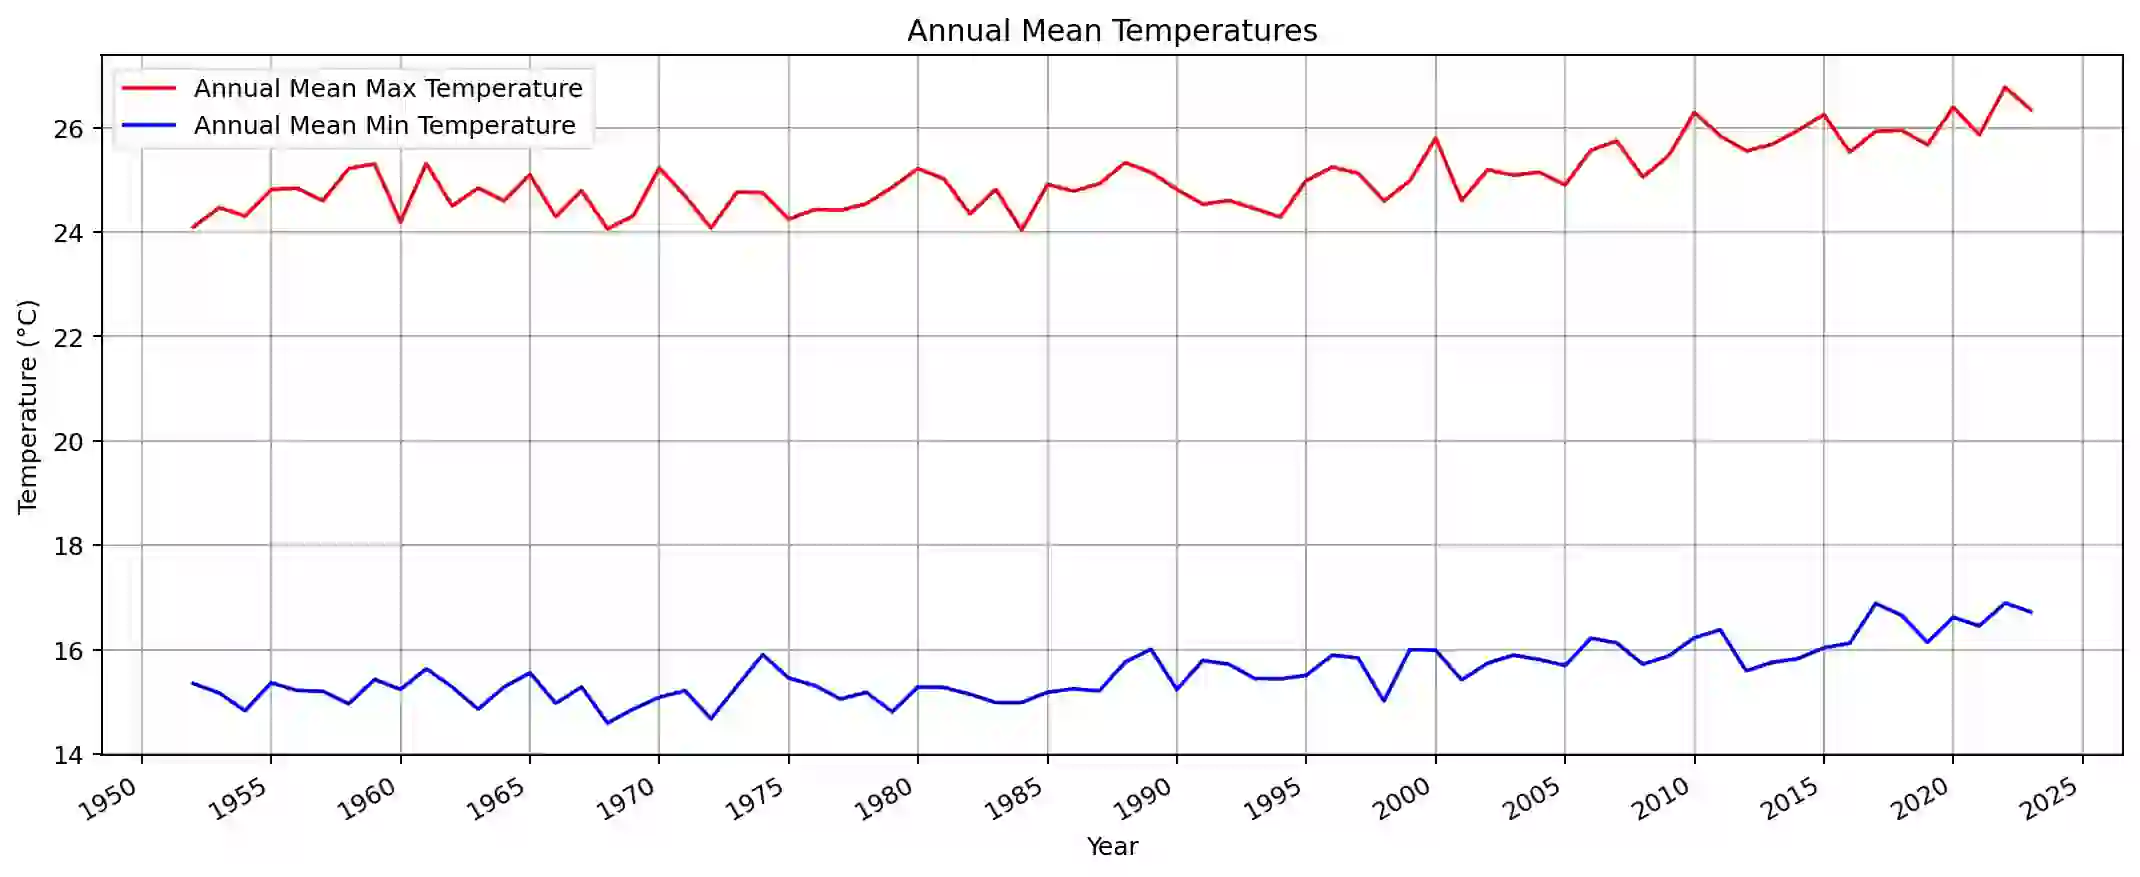 Annual Mean Temperatures
Annual Mean Max Temperature
Annual Mean Min Temperature
Temperature (°C)
26
24
22
20
18
16
14
1950 1955 1960 1965 1970 1975 1980 1985 1990 1995 2000 2005 2010 2015 2020 2025
Year